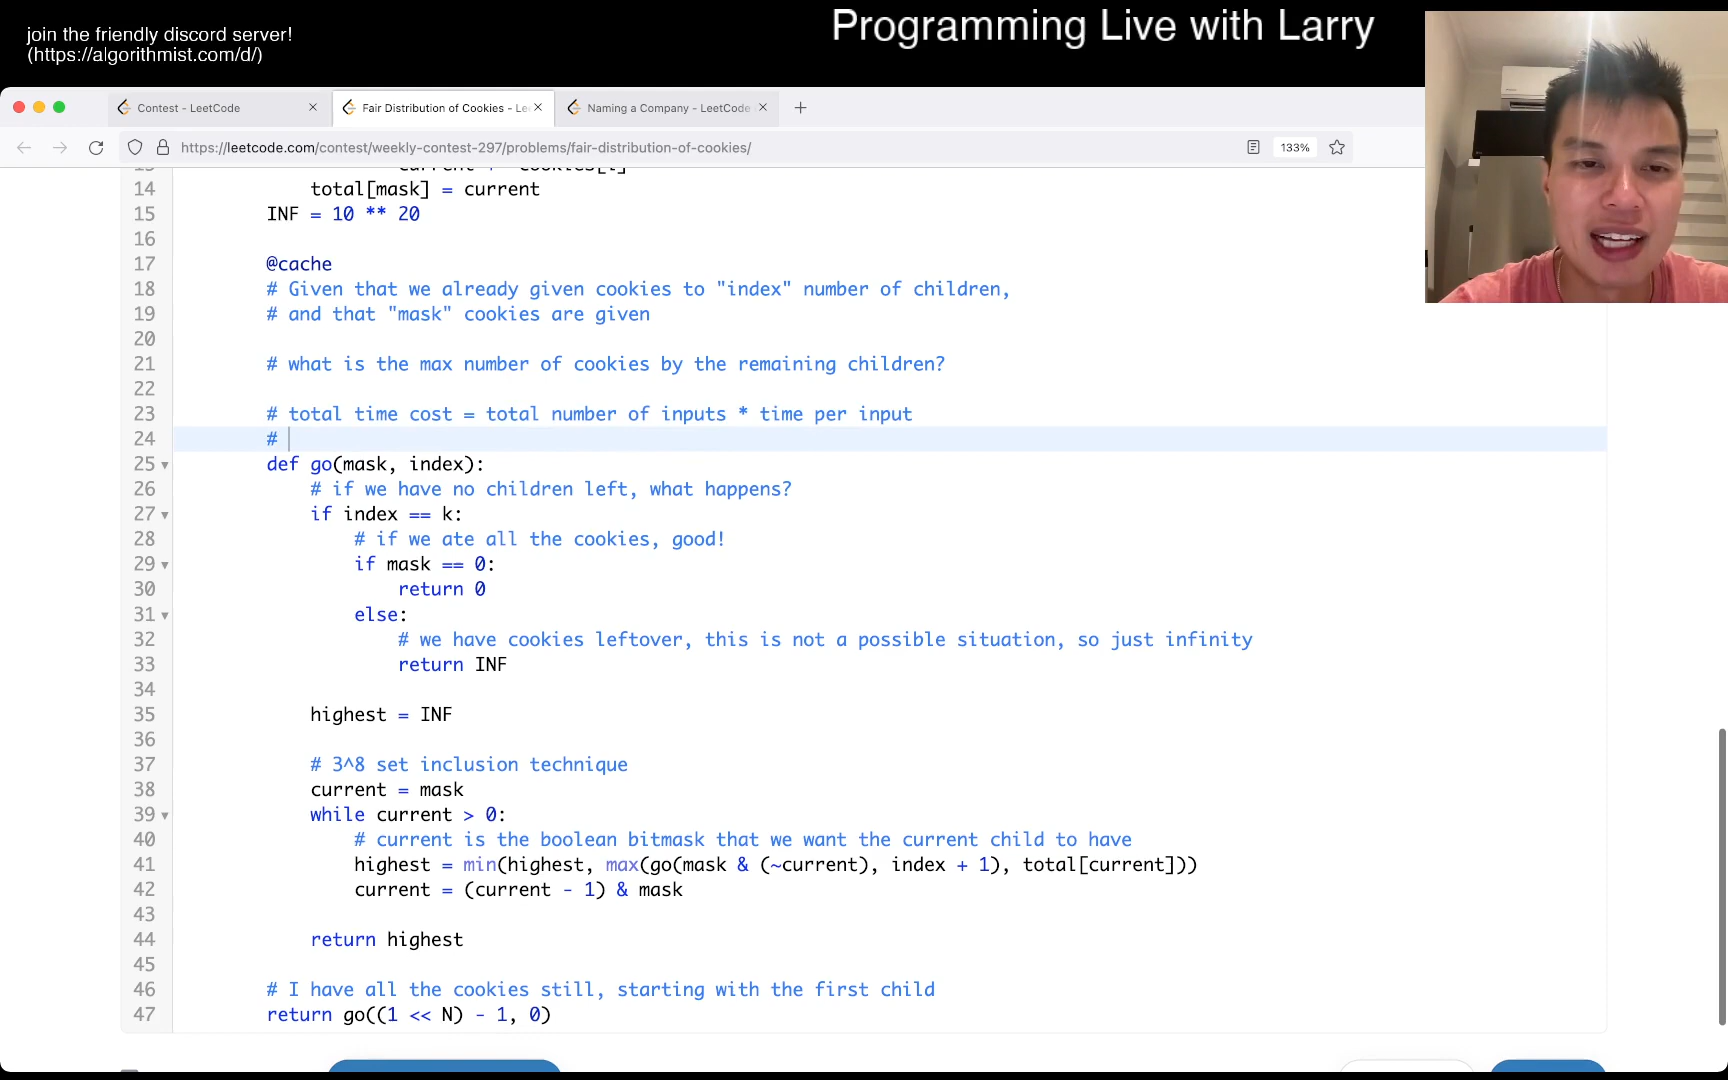 join the friendly discord server!
(https://algorithmist.com/d/)
Programming Live with Larry
Contest - LeetCode
Fair Distribution of Cookies - Le
Naming a Company - LeetCode
https://leetcode.com/contest/weekly-contest-297/problems/fair-distribution-of-cookies/
133%
14 total[mask] = current
15 INF = 10 ** 20
16
17 @cache
18 # Given that we already given cookies to "index" number of children,
19 # and that "mask" cookies are given
20
21 # what is the max number of cookies by the remaining children?
22
23 # total time cost = total number of inputs * time per input
24 #
25 def go(mask, index):
26 # if we have no children left, what happens?
27 if index == k:
28 # if we ate all the cookies, good!
29 if mask == 0:
30 return 0
31 else:
32 # we have cookies leftover, this is not a possible situation, so just infinity
33 return INF
34
35 highest = INF
36
37 # 3^8 set inclusion technique
38 current = mask
39 while current > 0:
40 # current is the boolean bitmask that we want the current child to have
41 highest = min(highest, max(go(mask & (~current), index + 1), total[current]))
42 current = (current - 1) & mask
43
44 return highest
45
46 # I have all the cookies still, starting with the first child
47 return go((1 << N) - 1, 0)